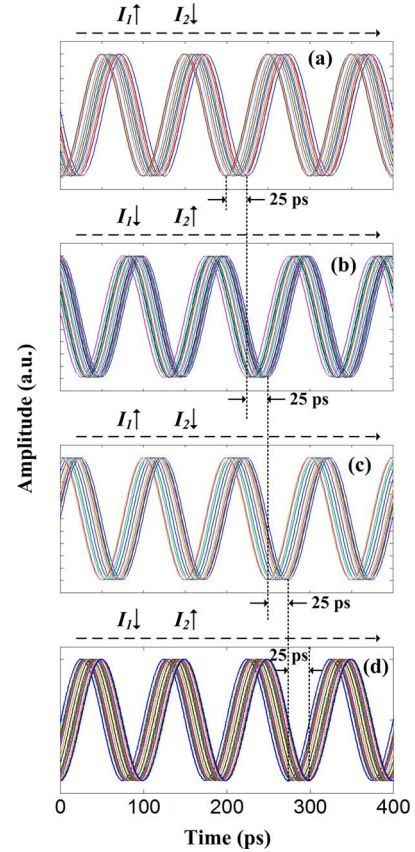 I₁↑ I₂↓
(a)
25 ps
I₁↓ I₂↑
(b)
25 ps
I₁↑ I₂↓
(c)
25 ps
I₁↓ I₂↑
25 ps
(d)
0 100 200 300 400
Time (ps)
Amplitude (a.u.)